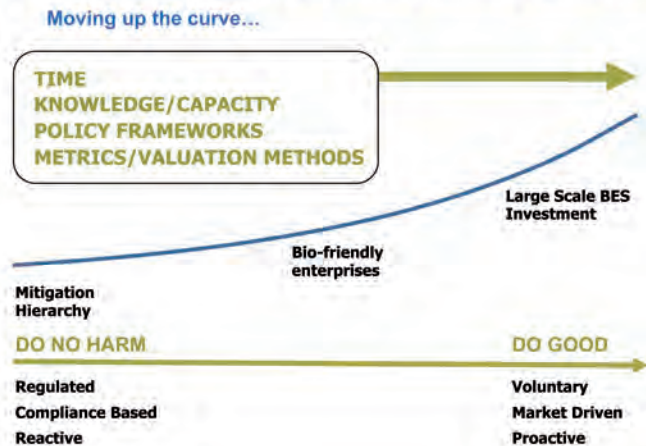 Moving up the curve...
TIME
KNOWLEDGE/CAPACITY
POLICY FRAMEWORKS
METRICS/VALUATION METHODS
Large Scale BES
Investment
Bio-friendly
enterprises
Mitigation
Hierarchy
DO NO HARM
DO GOOD
Regulated
Voluntary
Compliance Based
Market Driven
Reactive
Proactive